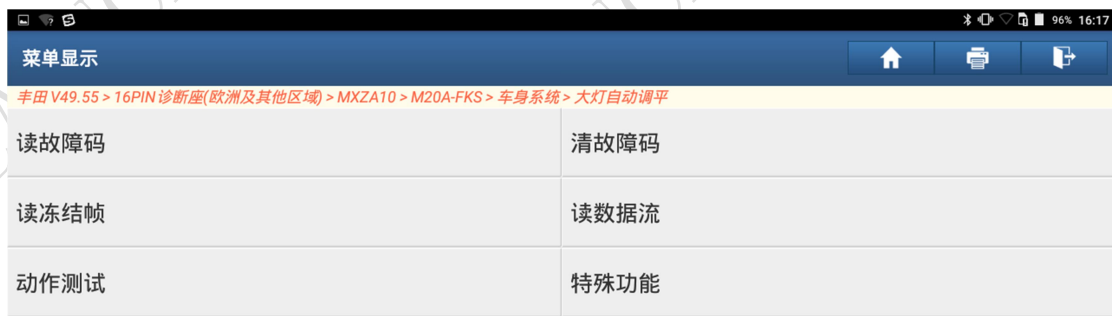 96% 16:17
菜单显示
丰田 V49.55 > 16PIN诊断座(欧洲及其他区域) > MXZA10 > M20A-FKS > 车身系统 > 大灯自动调平
读故障码 清故障码
读冻结帧 读数据流
动作测试 特殊功能